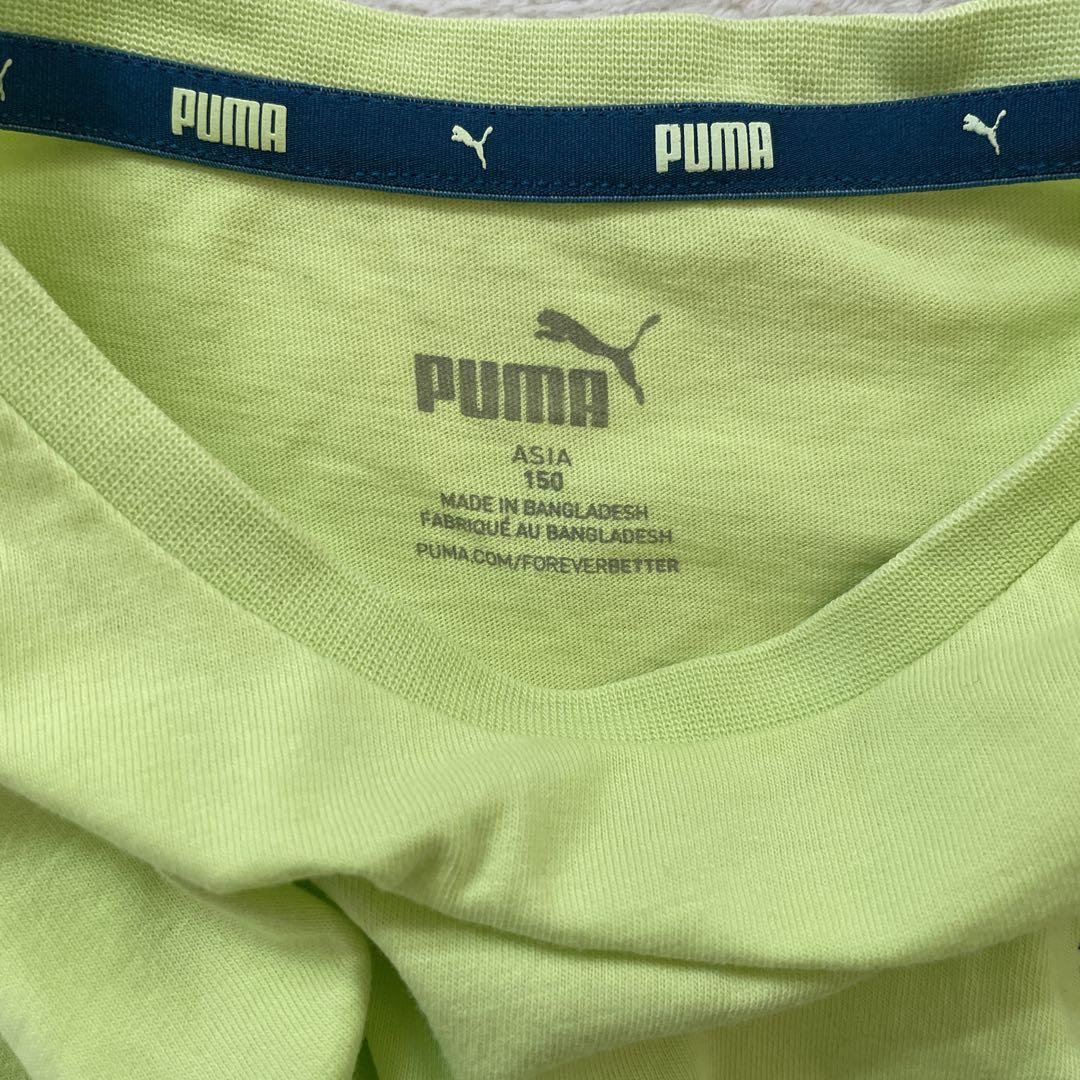 PUMA PUMA
PUMA
ASIA
150
MADE IN BANGLADESH
FABRIQUÉ AU BANGLADESH
PUMA.COM/FOREVERBETTER